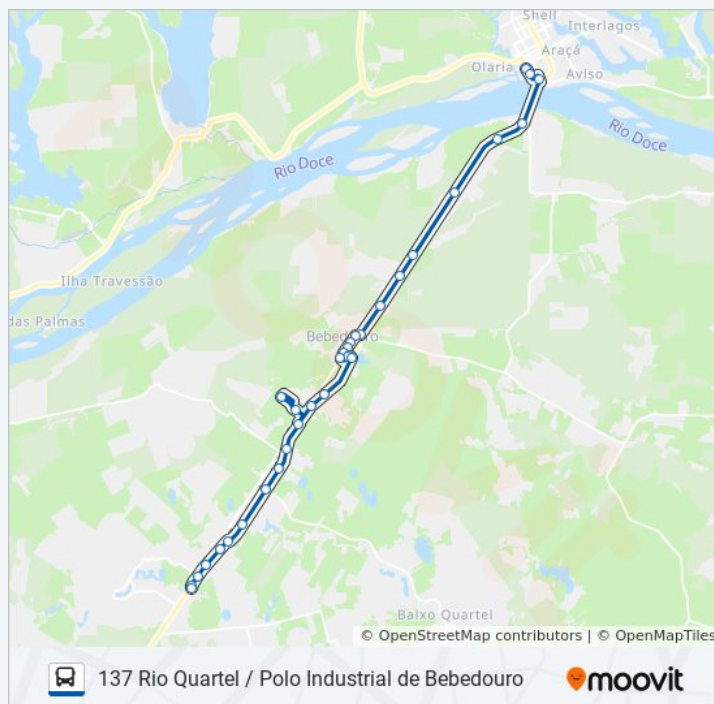 Shell
Interlagos
Araçá
Olaria
Aviso
Rio Doce
Rio Doce
Ilha Travessão
das Palmas
Bebedouro
Baixo Quartel
© OpenStreetMap contributors | © OpenMapTiles
137 Rio Quartel / Polo Industrial de Bebedouro
moovit